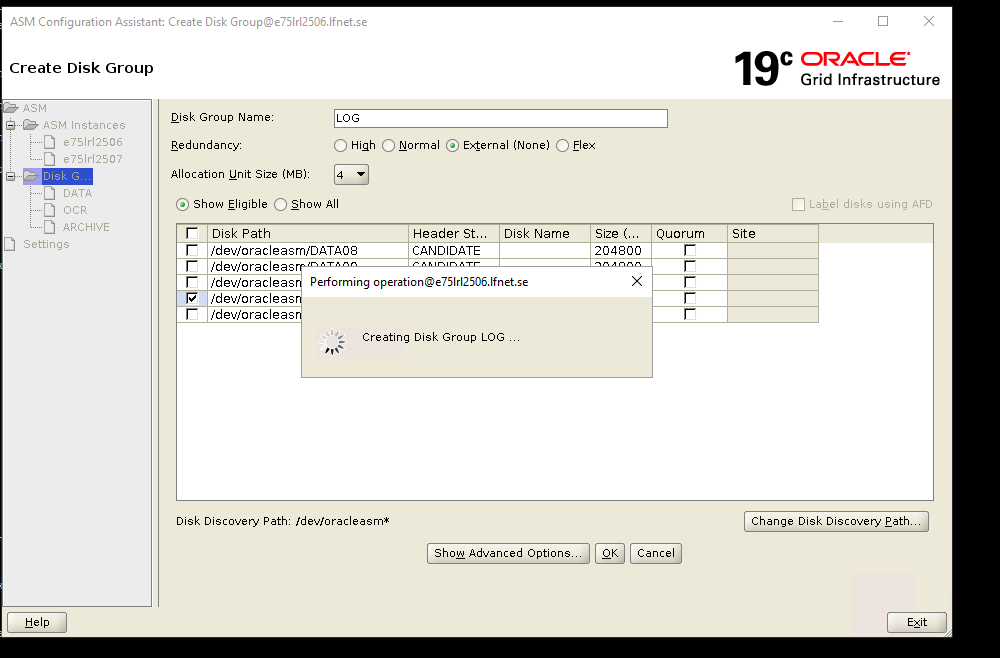 ASM Configuration Assistant: Create Disk Group@e75lrl2506.lfnet.se
Create Disk Group
19c ORACLE
Grid Infrastructure
ASM
ASM Instances
e75lrl2506
e75lrl2507
Disk G...
DATA
OCR
ARCHIVE
Settings
Disk Group Name: LOG
Redundancy: High Normal External (None) Flex
Allocation Unit Size (MB): 4
Show Eligible Show All Label disks using AFD
Disk Path Header St... Disk Name Size (... Quorum Site
/dev/oracleasm/DATA08 CANDIDATE 204800
/dev/oracleasm/DATA09 CANDIDATE 204800
/dev/oracleasm
/dev/oracleasm
/dev/oracleasm
Performing operation@e75lrl2506.lfnet.se
Creating Disk Group LOG ...
Disk Discovery Path: /dev/oracleasm* Change Disk Discovery Path...
Show Advanced Options... OK Cancel
Help Exit